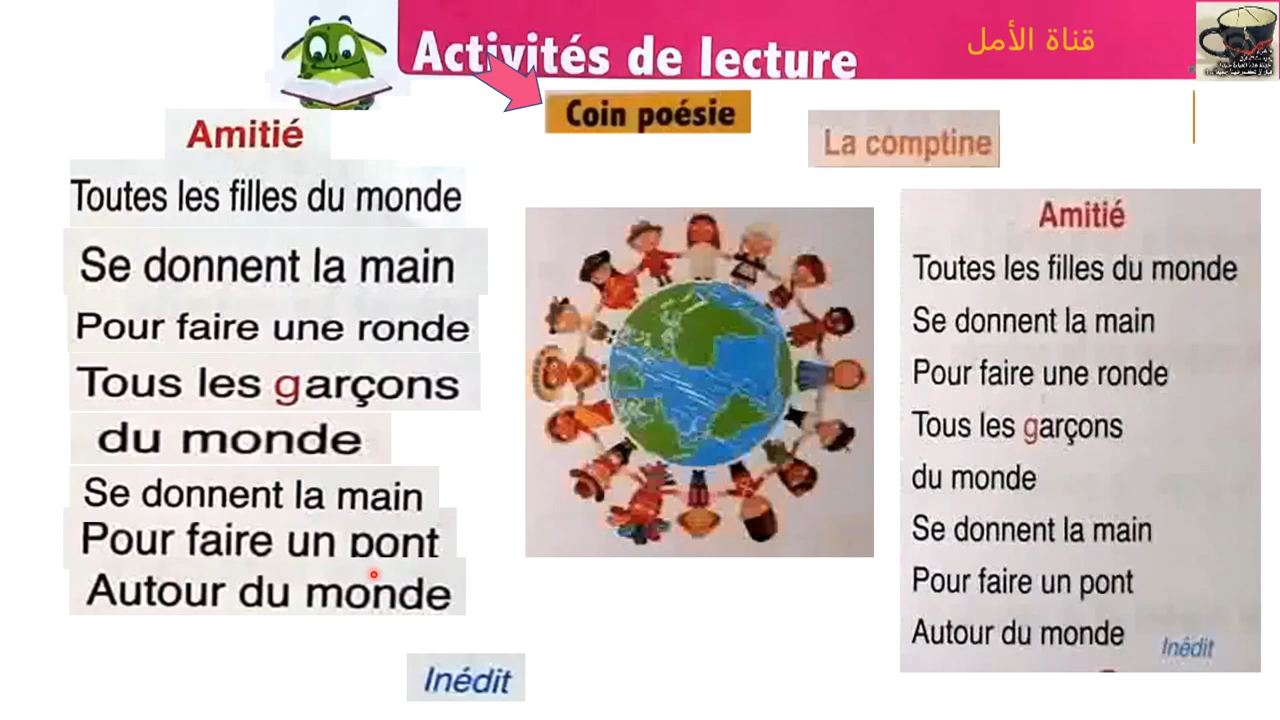 Activités de lecture
قناة الأمل
Coin poésie
La comptine
Amitié
Toutes les filles du monde
Se donnent la main
Pour faire une ronde
Tous les garçons
du monde
Se donnent la main
Pour faire un pont
Autour du monde
Inédit
Amitié
Toutes les filles du monde
Se donnent la main
Pour faire une ronde
Tous les garçons
du monde
Se donnent la main
Pour faire un pont
Autour du monde
Inédit